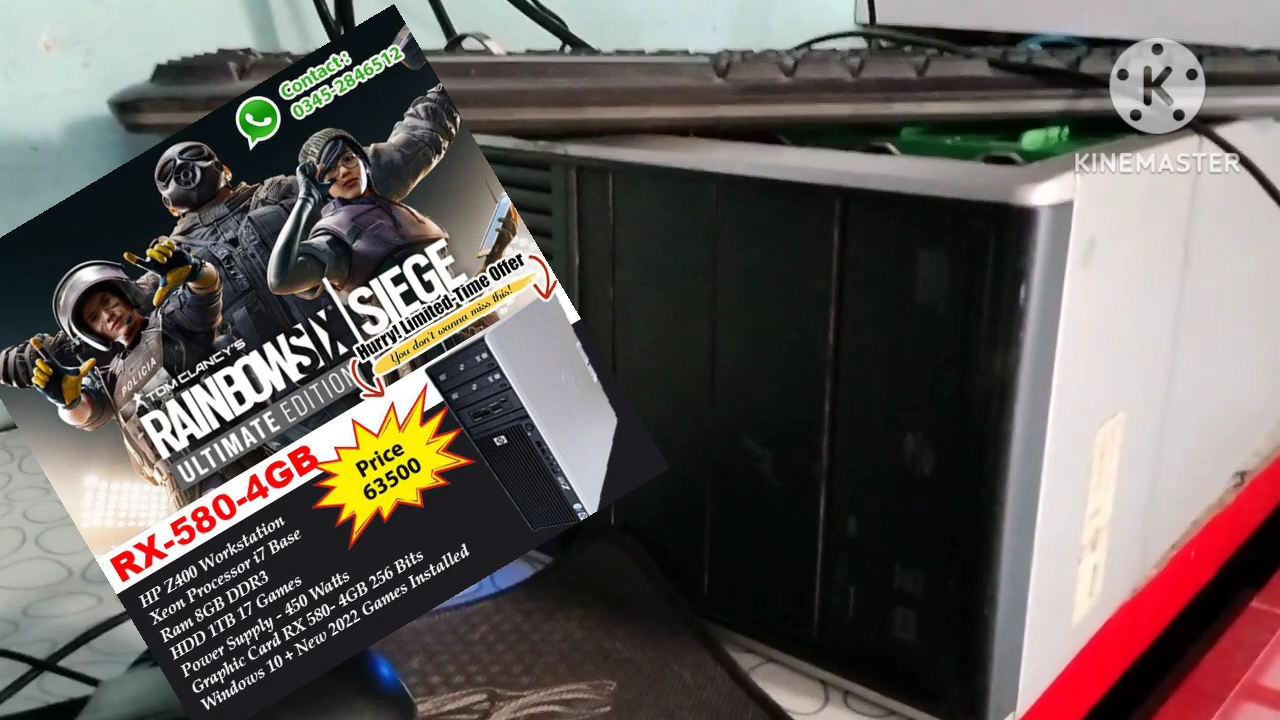 Contact :
0345-2846512
POLICIA
TOM CLANCY'S
RAINBOW SIX | SIEGE
ULTIMATE EDITION
Hurry! Limited-Time Offer
You don't wanna miss this!
Price
63500
RX-580-4GB
HP Z400 Workstation
Xeon Processor i7 Base
Ram 8GB DDR3
HDD 1TB 17 Games
Power Supply - 450 Watts
Graphic Card RX 580- 4GB 256 Bits
Windows 10 + New 2022 Games Installed
K
KINEMASTER